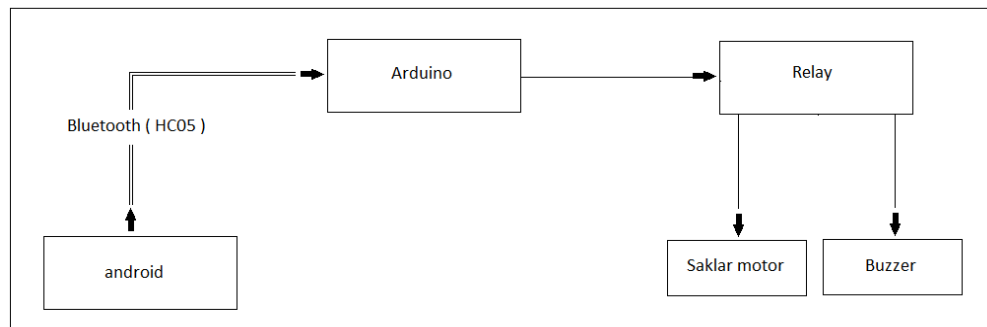 Arduino
Relay
Bluetooth ( HC05 )
android
Saklar motor
Buzzer